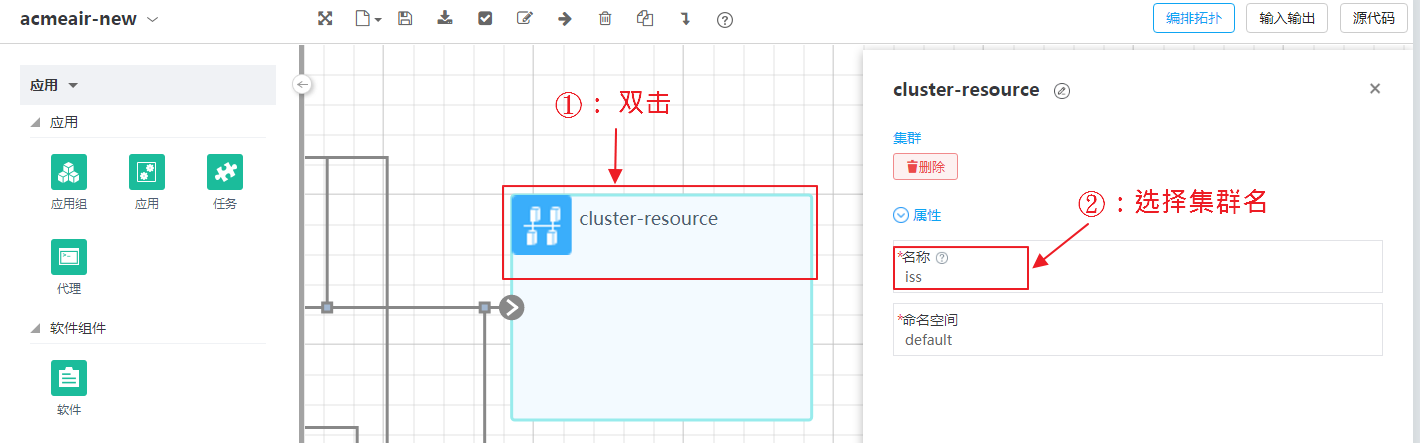 acmeair-new
编排拓扑
输入输出
源代码
应用
应用
应用组
应用
任务
代理
软件组件
软件
①：双击
cluster-resource
cluster-resource
集群
删除
②：选择集群名
属性
*名称
iss
*命名空间
default